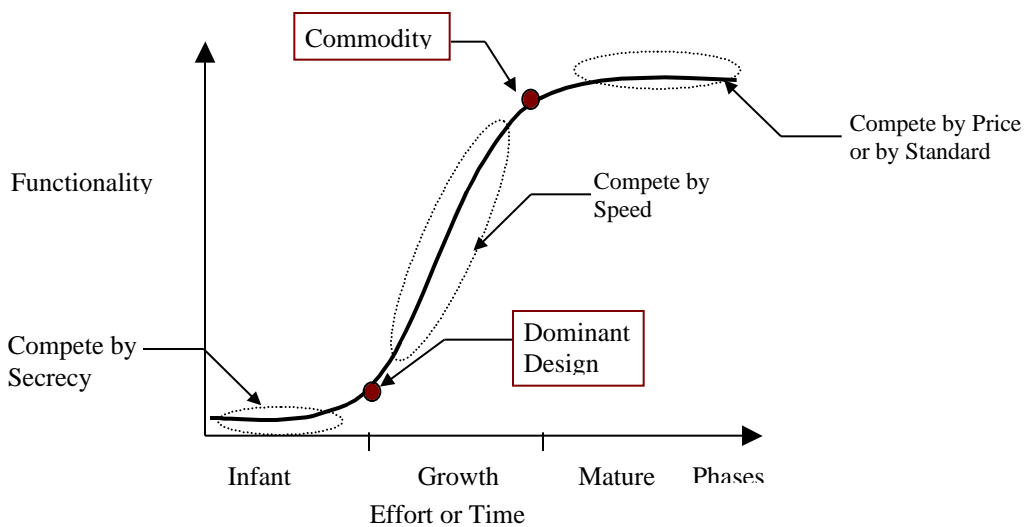 Commodity
Compete by Price
or by Standard
Functionality
Compete by
Speed
Compete by
Secrecy
Dominant
Design
Infant
Growth
Mature
Phases
Effort or Time